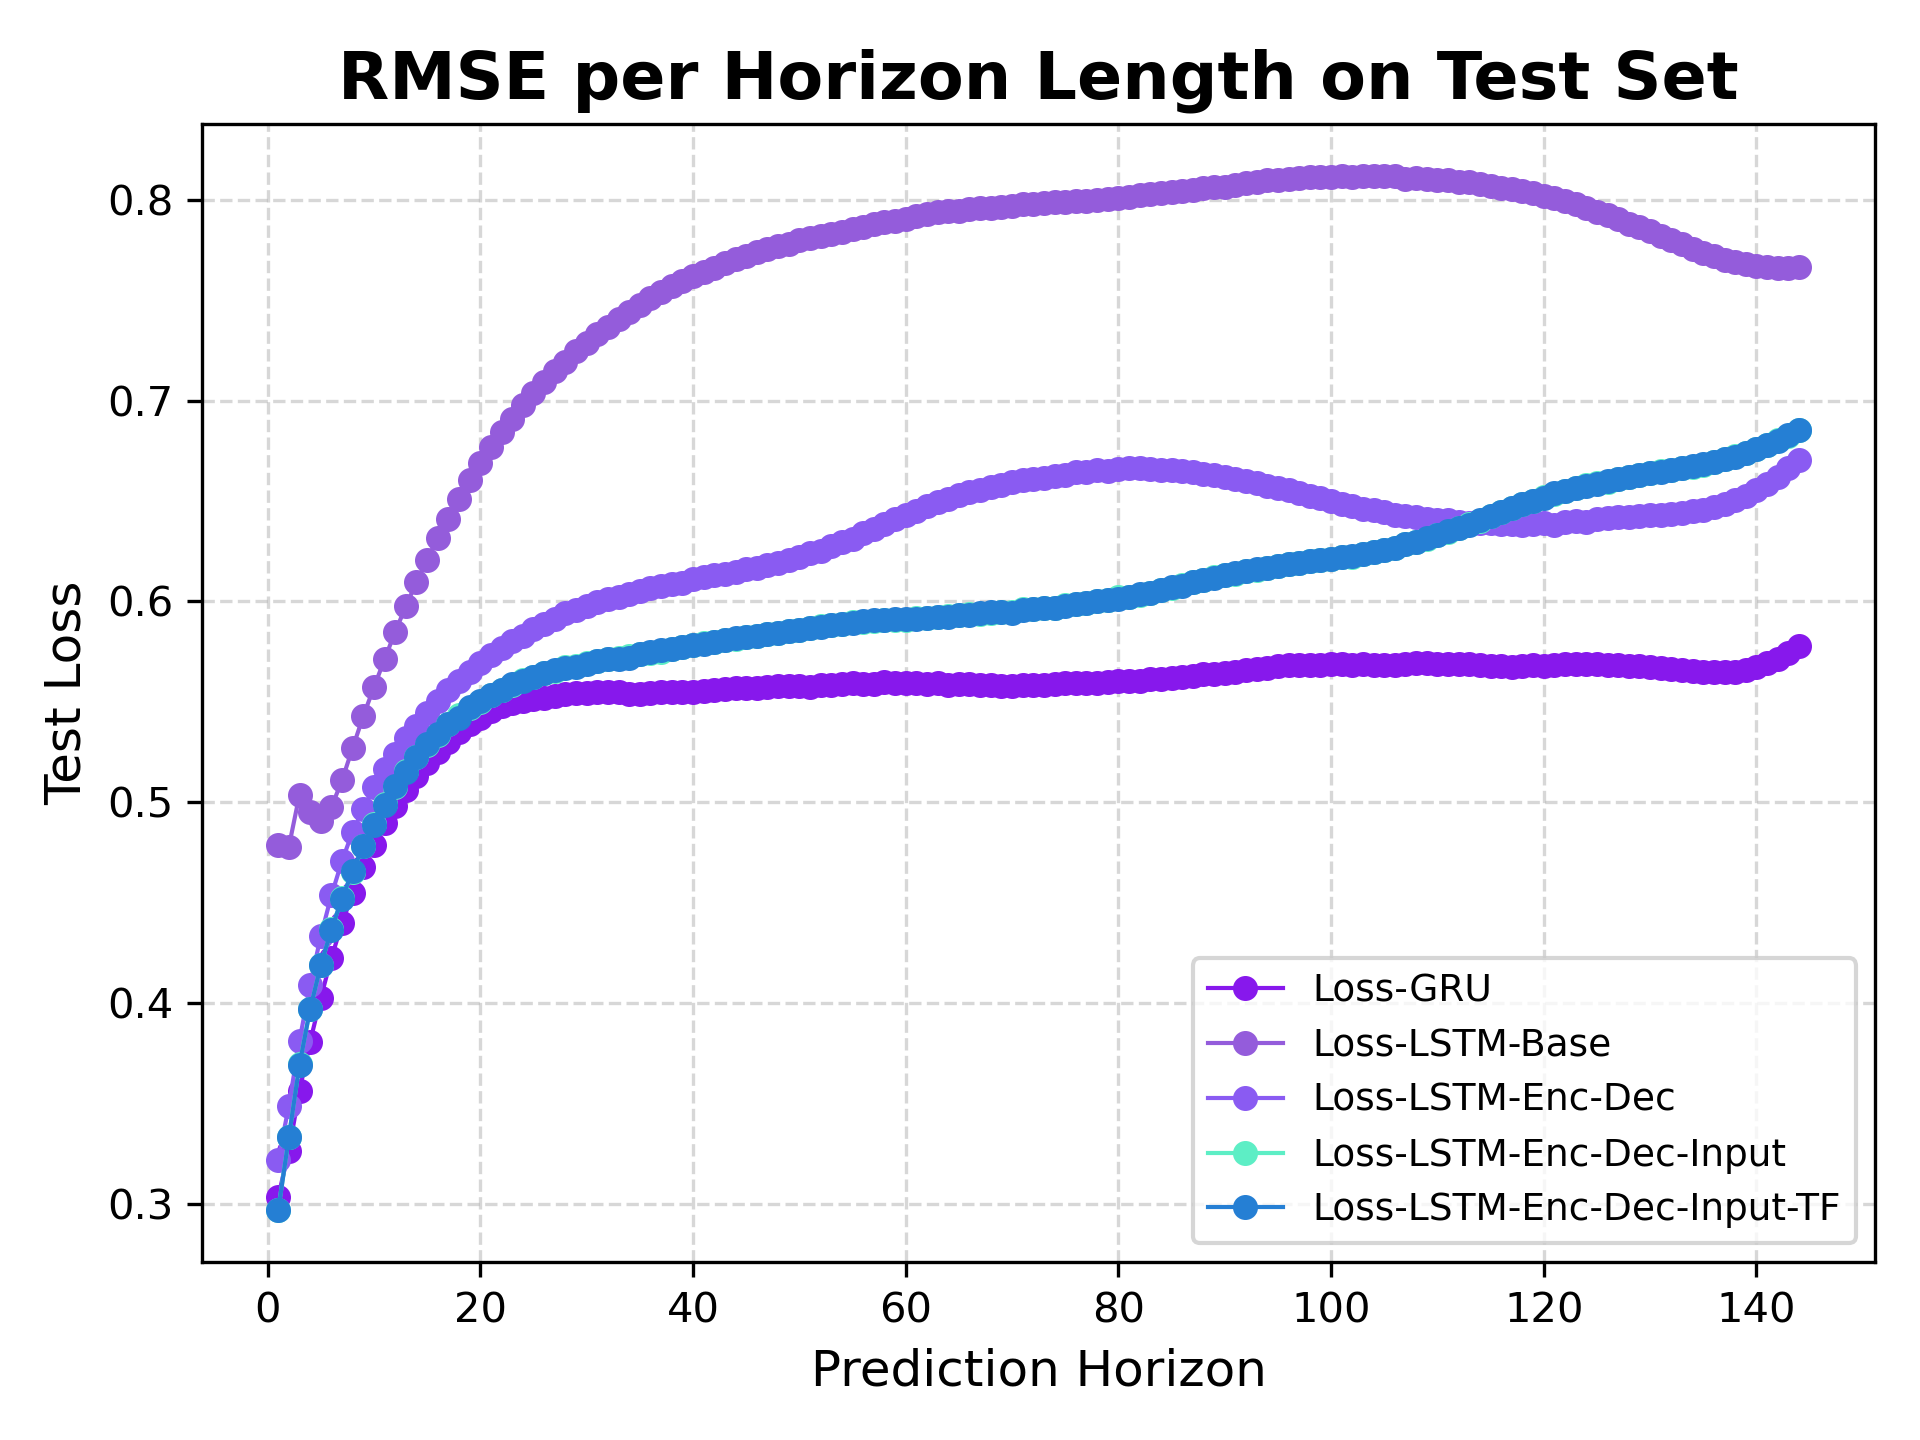 RMSE per Horizon Length on Test Set
Test Loss
0.8
0.7
0.6
0.5
0.4
0.3
0 20 40 60 80 100 120 140
Prediction Horizon
Loss-GRU
Loss-LSTM-Base
Loss-LSTM-Enc-Dec
Loss-LSTM-Enc-Dec-Input
Loss-LSTM-Enc-Dec-Input-TF